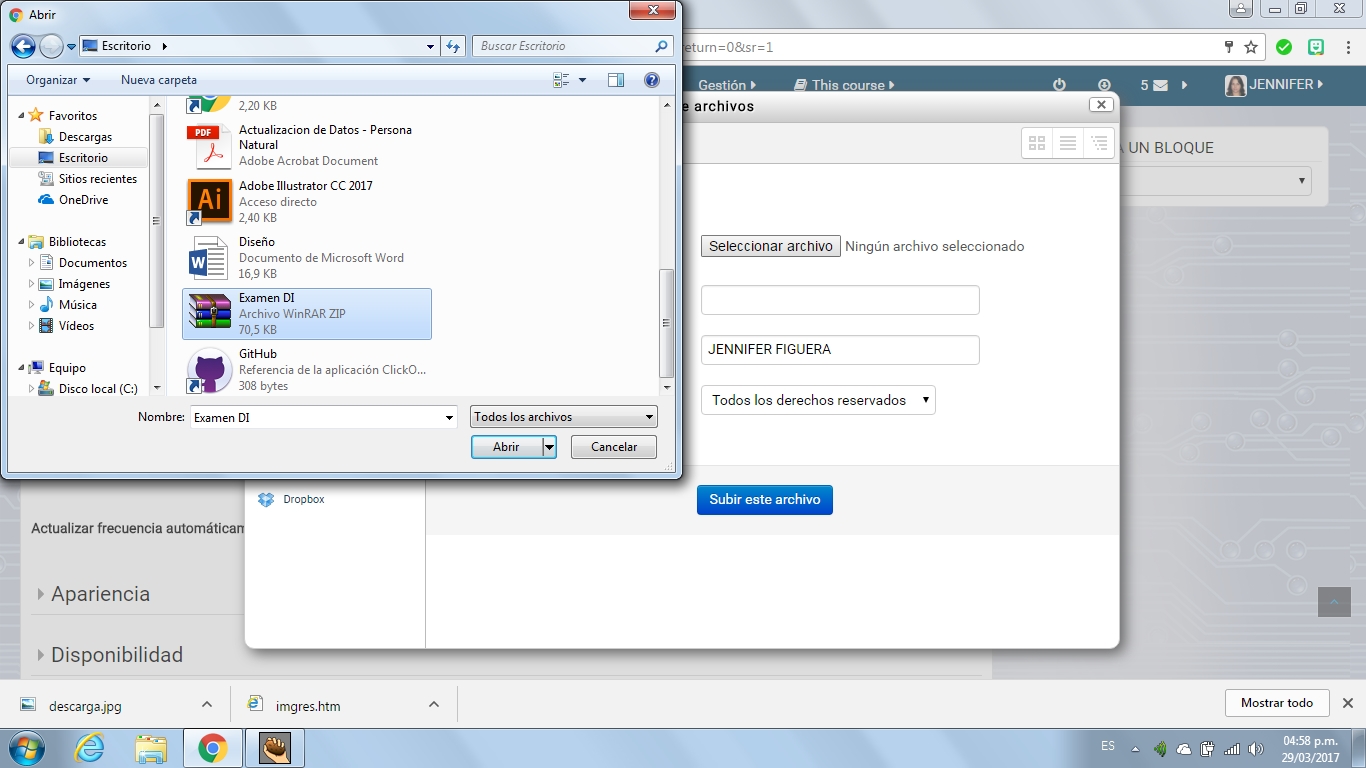 Abrir
Escritorio
Buscar Escritorio
Organizar
Nueva carpeta
Favoritos
Descargas
Escritorio
Sitios recientes
OneDrive
Bibliotecas
Documentos
Imágenes
Música
Vídeos
Equipo
Disco local (C:)
2,20 KB
PDF
Actualizacion de Datos - Persona
Natural
Adobe Acrobat Document
Ai
Adobe Illustrator CC 2017
Acceso directo
2,40 KB
Diseño
Documento de Microsoft Word
16,9 KB
Examen DI
Archivo WinRAR ZIP
70,5 KB
GitHub
Referencia de la aplicación ClickO...
308 bytes
Nombre:
Examen DI
Todos los archivos
Abrir
Cancelar
return=0&sr=1
Gestión
This course
5
JENNIFER
e archivos
A UN BLOQUE
Seleccionar archivo Ningún archivo seleccionado
JENNIFER FIGUERA
Todos los derechos reservados
Subir este archivo
Dropbox
Actualizar frecuencia automáticam
Apariencia
Disponibilidad
descarga.jpg
imgres.htm
Mostrar todo
ES
04:58 p.m.
29/03/2017